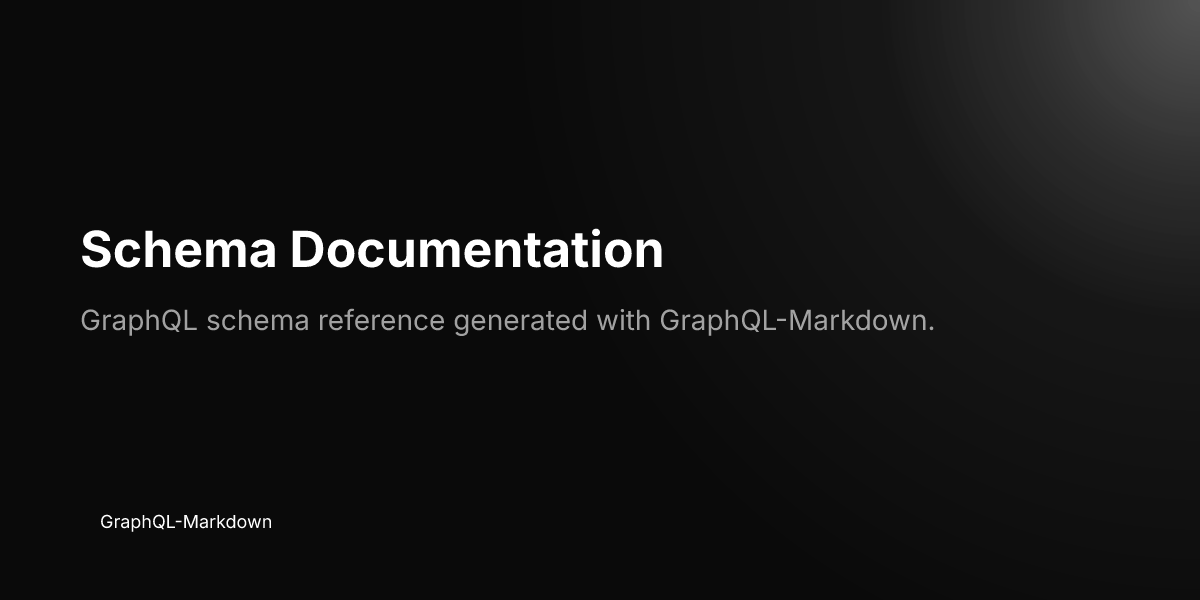 Schema Documentation
GraphQL schema reference generated with GraphQL-Markdown.
GraphQL-Markdown